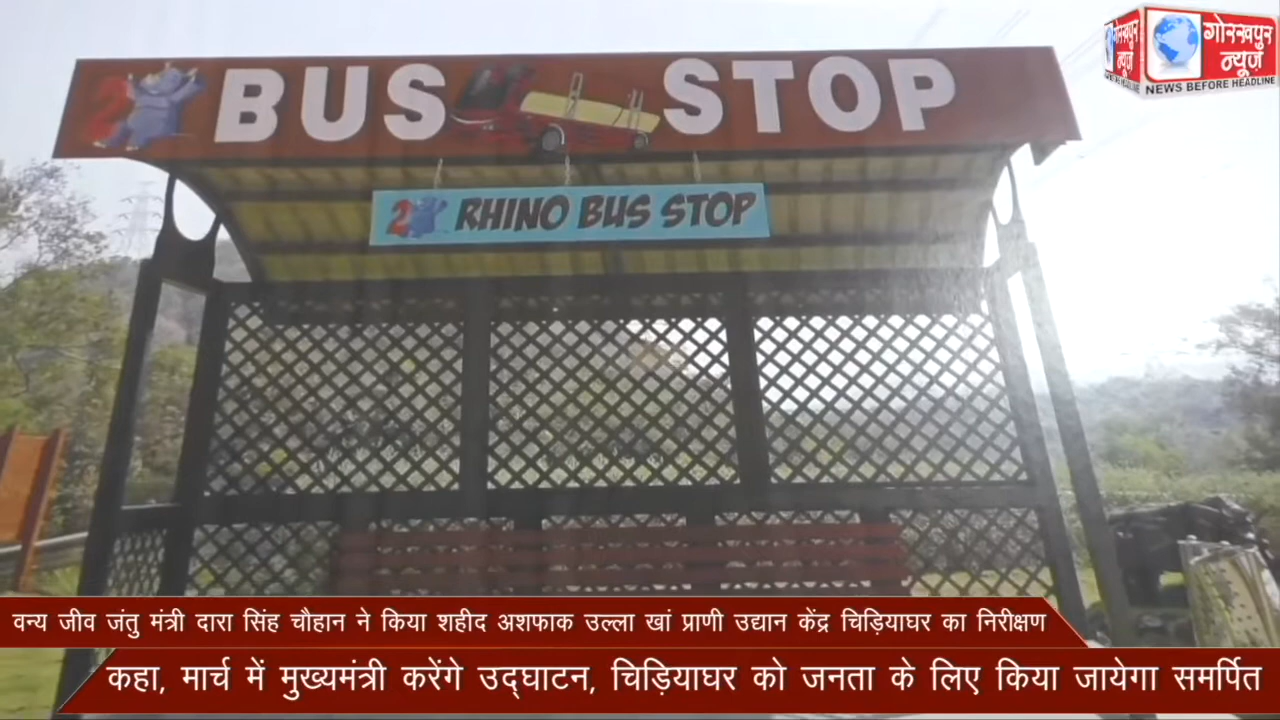 गोरखपुर
न्यूज़
NEWS BEFORE HEADLINE
BUS STOP
2 RHINO BUS STOP
वन्य जीव जंतु मंत्री दारा सिंह चौहान ने किया शहीद अशफाक उल्ला खां प्राणी उद्यान केंद्र चिड़ियाघर का निरीक्षण
कहा, मार्च में मुख्यमंत्री करेंगे उद्घाटन, चिड़ियाघर को जनता के लिए किया जायेगा समर्पित